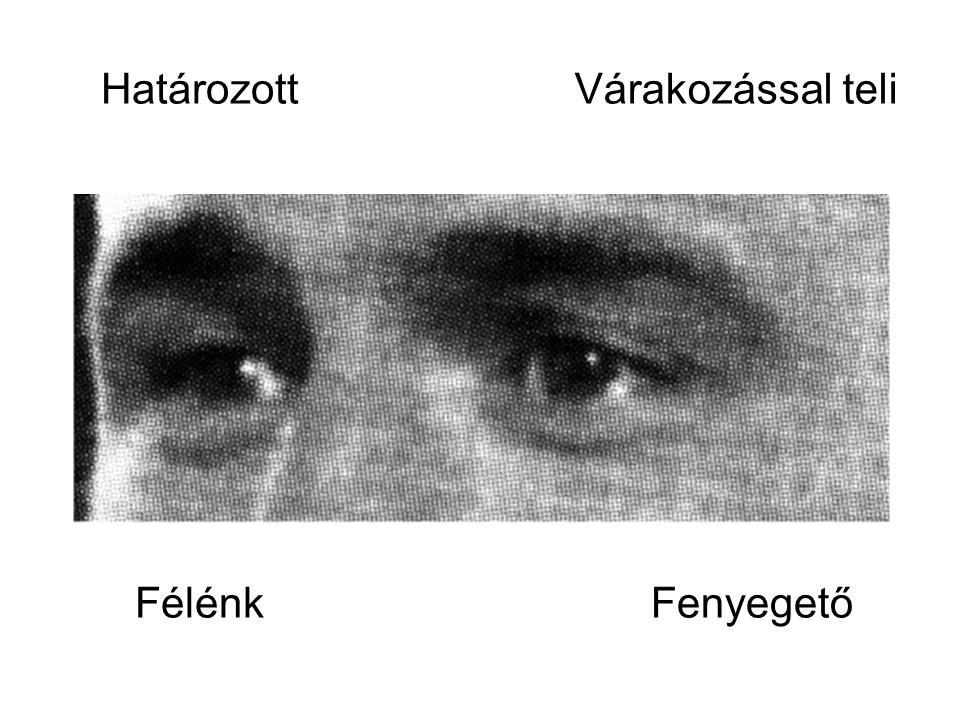 Határozott
Várakozással teli
Félénk
Fenyegető